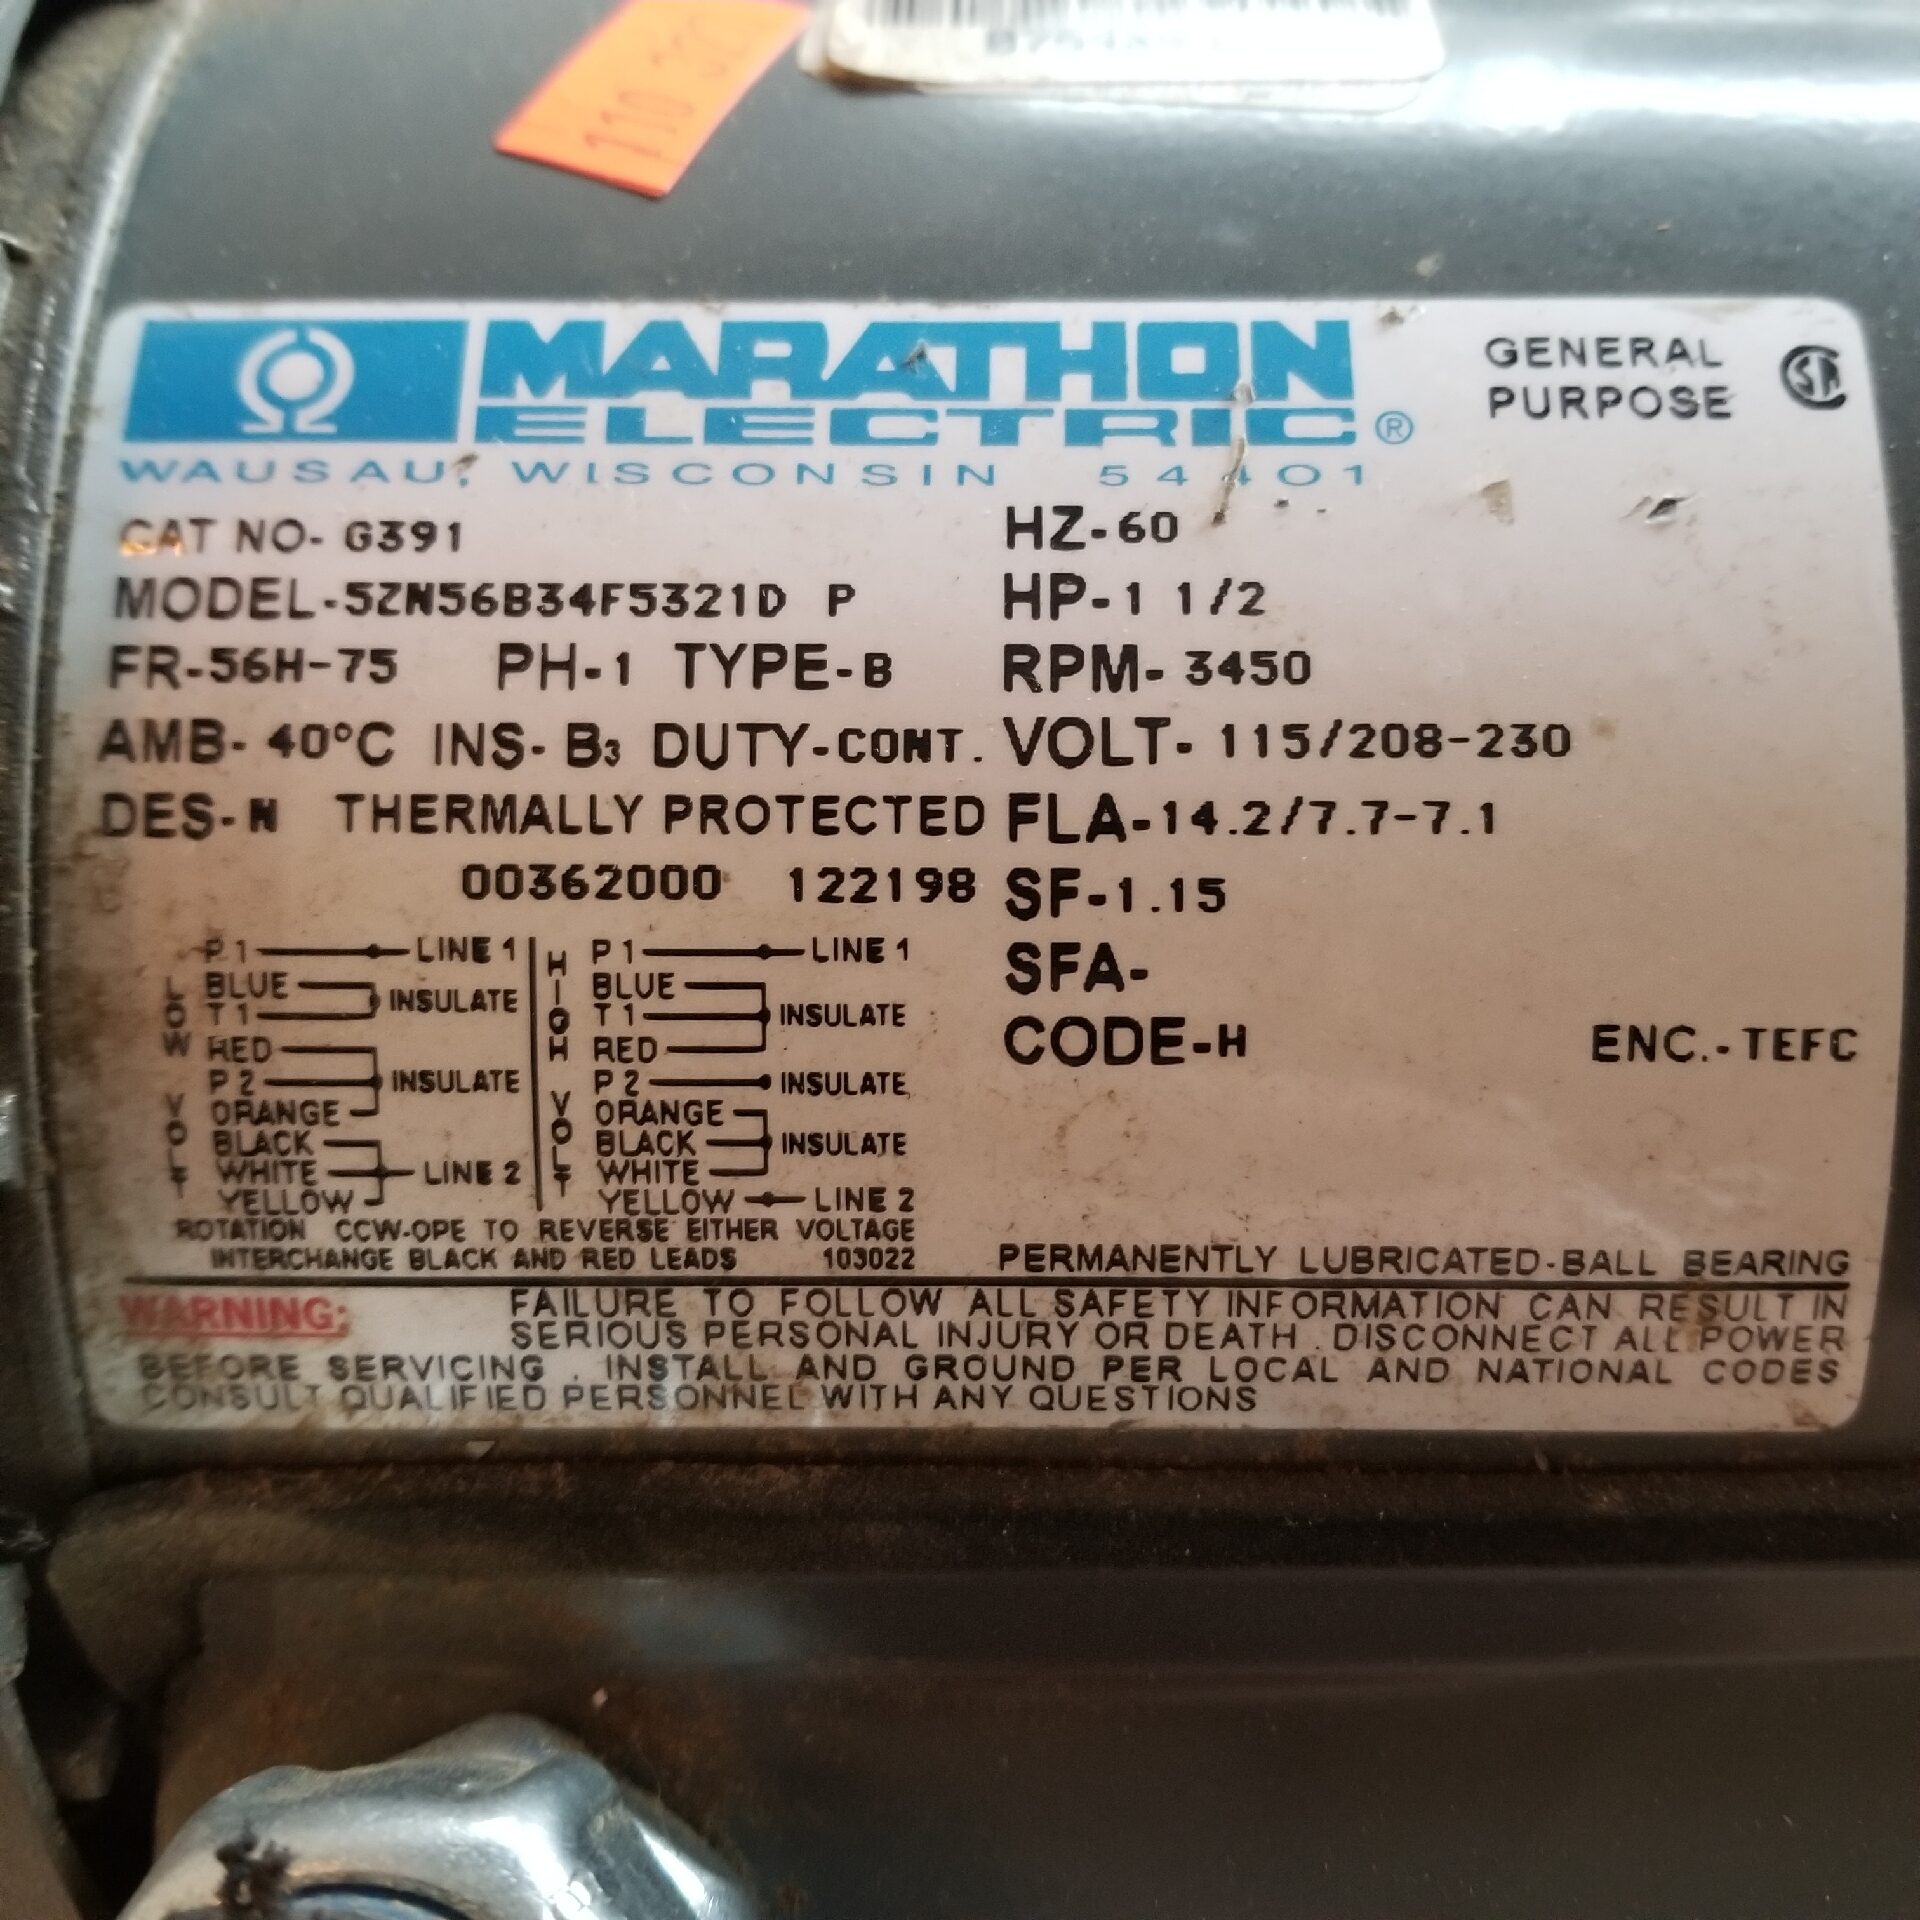 110
MARATHON
ELECTRIC®
WAUSAU, WISCONSIN 54401
GENERAL
PURPOSE
CAT NO- G391
HZ-60
MODEL-5ZN56B34F5321D P
HP-1 1/2
FR-56H-75 PH-1 TYPE-B
RPM- 3450
AMB- 40°C INS- B3 DUTY-CONT.
VOLT- 115/208-230
DES-N THERMALLY PROTECTED
FLA-14.2/7.7-7.1
00362000 122198
SF-1.15
SFA-
CODE-H
ENC.-TEFC
LOW VOLT
P1 LINE 1
BLUE
T1 INSULATE
RED
P2 INSULATE
ORANGE
BLACK
WHITE LINE 2
YELLOW
HIGH VOLT
P1 LINE 1
BLUE
T1 INSULATE
RED
P2 INSULATE
ORANGE
BLACK INSULATE
WHITE
YELLOW LINE 2
ROTATION CCW-OPE TO REVERSE EITHER VOLTAGE
INTERCHANGE BLACK AND RED LEADS 103022
PERMANENTLY LUBRICATED-BALL BEARING
WARNING: FAILURE TO FOLLOW ALL SAFETY INFORMATION CAN RESULT IN
SERIOUS PERSONAL INJURY OR DEATH. DISCONNECT ALL POWER
BEFORE SERVICING. INSTALL AND GROUND PER LOCAL AND NATIONAL CODES
CONSULT QUALIFIED PERSONNEL WITH ANY QUESTIONS